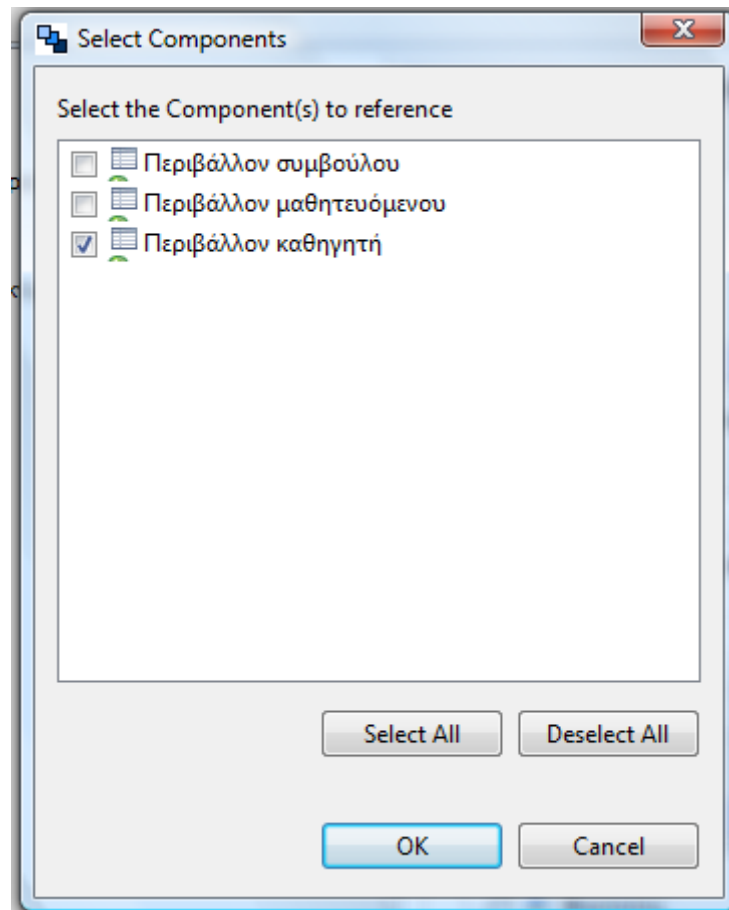 Select Components
Select the Component(s) to reference
Περιβάλλον συμβούλου
Περιβάλλον μαθητευόμενου
Περιβάλλον καθηγητή
Select All Deselect All
OK Cancel